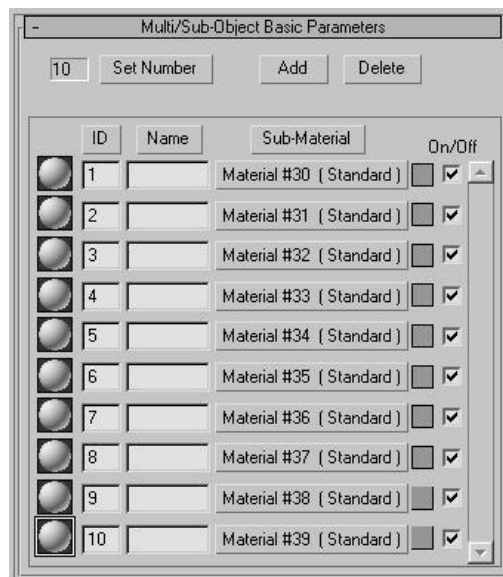 - Multi/Sub-Object Basic Parameters
10 Set Number Add Delete
ID Name Sub-Material On/Off
1 Material #30 ( Standard )
2 Material #31 ( Standard )
3 Material #32 ( Standard )
4 Material #33 ( Standard )
5 Material #34 ( Standard )
6 Material #35 ( Standard )
7 Material #36 ( Standard )
8 Material #37 ( Standard )
9 Material #38 ( Standard )
10 Material #39 ( Standard )